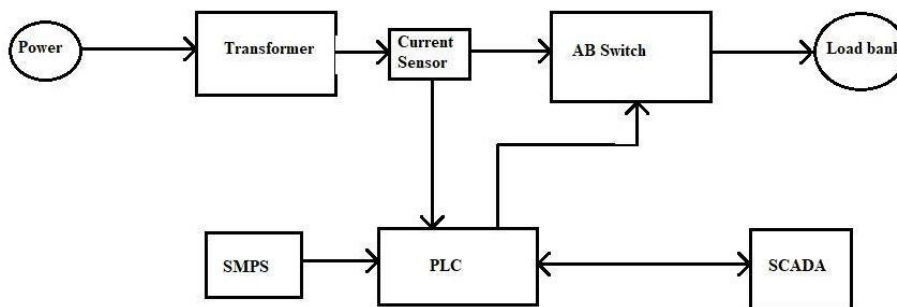 Power
Transformer
Current
Sensor
AB Switch
Load bank
SMPS
PLC
SCADA